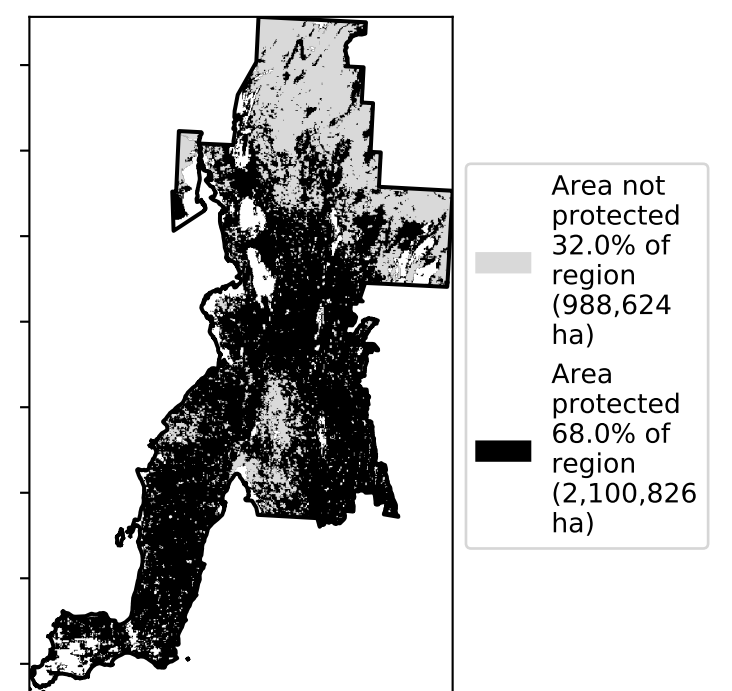 Area not
protected
32.0% of
region
(988,624
ha)
Area
protected
68.0% of
region
(2,100,826
ha)